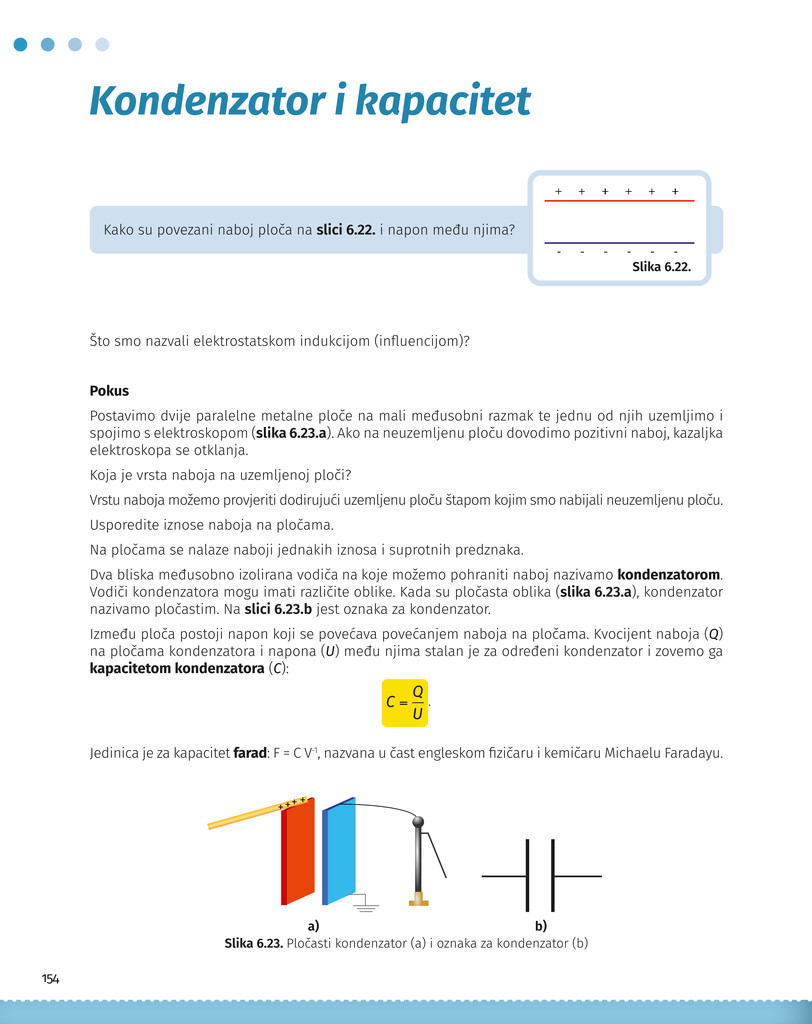 Kondenzator i kapacitet
+ + + + + +
Kako su povezani naboj ploča na slici 6.22. i napon među njima?
- - - - - -
Slika 6.22.
Što smo nazvali elektrostatskom indukcijom (influencijom)?
Pokus
Postavimo dvije paralelne metalne ploče na mali međusobni razmak te jednu od njih uzemljimo i
spojimo s elektroskopom (slika 6.23.a). Ako na neuzemljenu ploču dovodimo pozitivni naboj, kazaljka
elektroskopa se otklanja.
Koja je vrsta naboja na uzemljenoj ploči?
Vrstu naboja možemo provjeriti dodirujući uzemljenu ploču štapom kojim smo nabijali neuzemljenu ploču.
Usporedite iznose naboja na pločama.
Na pločama se nalaze naboji jednakih iznosa i suprotnih predznaka.
Dva bliska međusobno izolirana vodiča na koje možemo pohraniti naboj nazivamo kondenzatorom.
Vodiči kondenzatora mogu imati različite oblike. Kada su pločasta oblika (slika 6.23.a), kondenzator
nazivamo pločastim. Na slici 6.23.b jest oznaka za kondenzator.
Između ploča postoji napon koji se povećava povećanjem naboja na pločama. Kvocijent naboja (Q)
na pločama kondenzatora i napona (U) među njima stalan je za određeni kondenzator i zovemo ga
kapacitetom kondenzatora (C):
C = Q/U.
Jedinica je za kapacitet farad: F = C V⁻¹, nazvana u čast engleskom fizičaru i kemičaru Michaelu Faradayu.
++++
a) b)
Slika 6.23. Pločasti kondenzator (a) i oznaka za kondenzator (b)
154